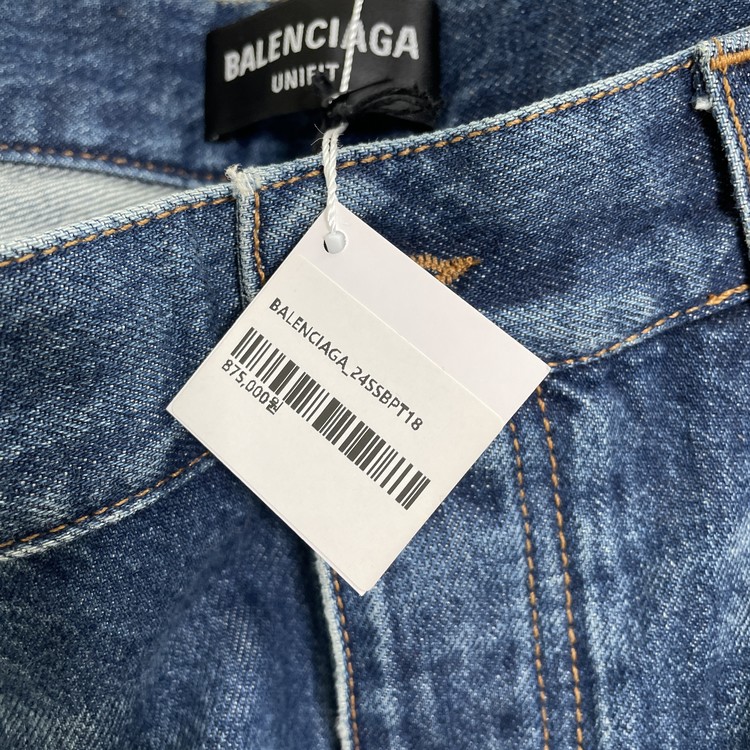 BALENCIAGA
UNIFIT
BALENCIAGA_24SSBPT18
875,000원